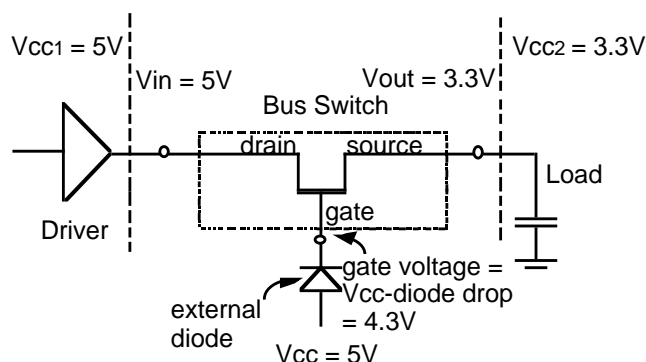 Vcc1 = 5V
Vcc2 = 3.3V
Vin = 5V
Vout = 3.3V
Bus Switch
drain
source
gate
Driver
Load
external
diode
gate voltage =
Vcc-diode drop
= 4.3V
Vcc = 5V